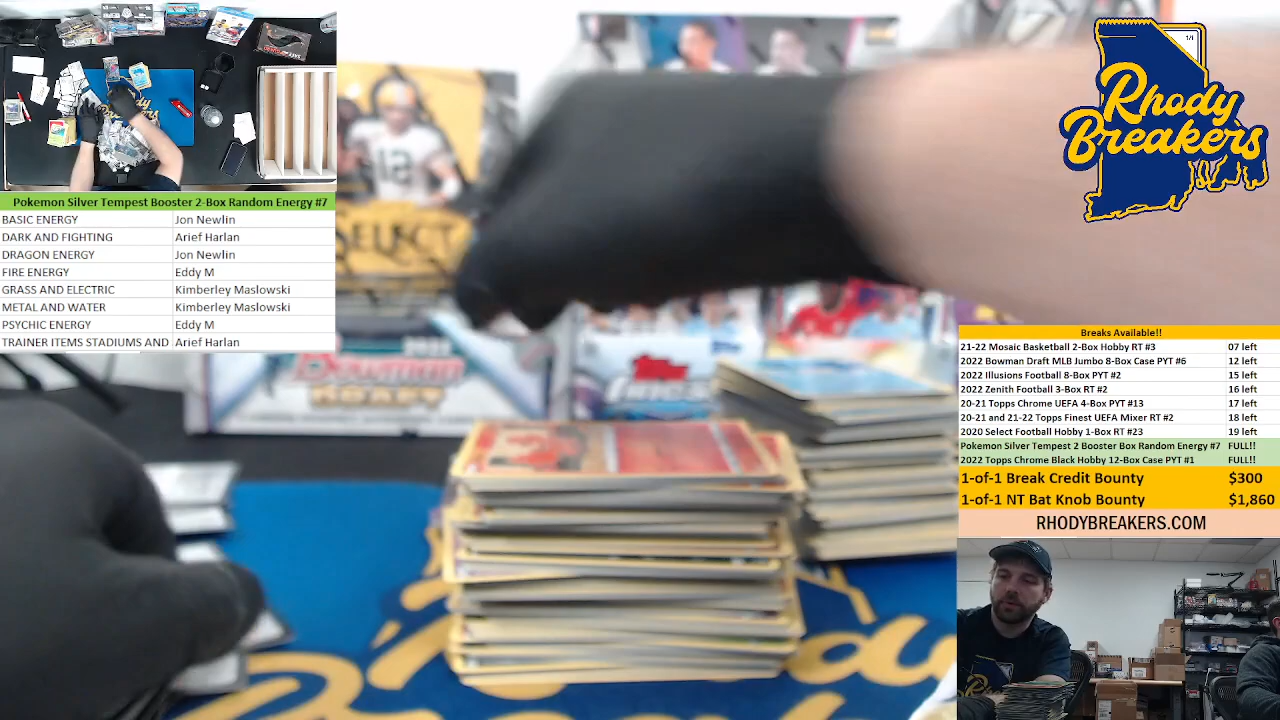 Pokemon Silver Tempest Booster 2-Box Random Energy #7
BASIC ENERGY Jon Newlin
DARK AND FIGHTING Arief Harlan
DRAGON ENERGY Jon Newlin
FIRE ENERGY Eddy M
GRASS AND ELECTRIC Kimberley Maslowski
METAL AND WATER Kimberley Maslowski
PSYCHIC ENERGY Eddy M
TRAINER ITEMS STADIUMS AND Arief Harlan
12
SELECT
Bowman
HOBBY
Topps
finest
1/1
Rhody
Breakers
Breaks Available!!
21-22 Mosaic Basketball 2-Box Hobby RT #3 07 left
2022 Bowman Draft MLB Jumbo 8-Box Case PYT #6 12 left
2022 Illusions Football 8-Box PYT #2 15 left
2022 Zenith Football 3-Box RT #2 16 left
20-21 Topps Chrome UEFA 4-Box PYT #13 17 left
20-21 and 21-22 Topps Finest UEFA Mixer RT #2 18 left
2020 Select Football Hobby 1-Box RT #23 19 left
Pokemon Silver Tempest 2 Booster Box Random Energy #7 FULL!!
2022 Topps Chrome Black Hobby 12-Box Case PYT #1 FULL!!
1-of-1 Break Credit Bounty $300
1-of-1 NT Bat Knob Bounty $1,860
RHODYBREAKERS.COM